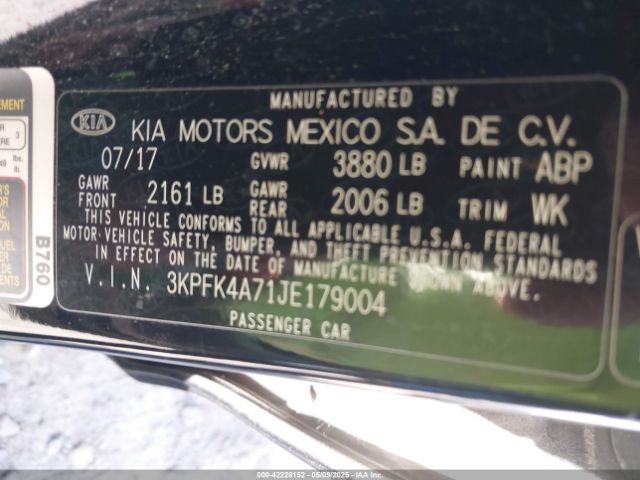 MANUFACTURED BY
KIA KIA MOTORS MEXICO S.A. DE C.V.
07/17 GVWR 3880 LB PAINT ABP
GAWR FRONT 2161 LB GAWR REAR 2006 LB TRIM WK
THIS VEHICLE CONFORMS TO ALL APPLICABLE U.S.A. FEDERAL
MOTOR VEHICLE SAFETY, BUMPER, AND THEFT PREVENTION STANDARDS
IN EFFECT ON THE DATE OF MANUFACTURE SHOWN ABOVE.
V.I.N. 3KPFK4A71JE179004
PASSENGER CAR
B760
000-42228152 - 05/09/2025 -